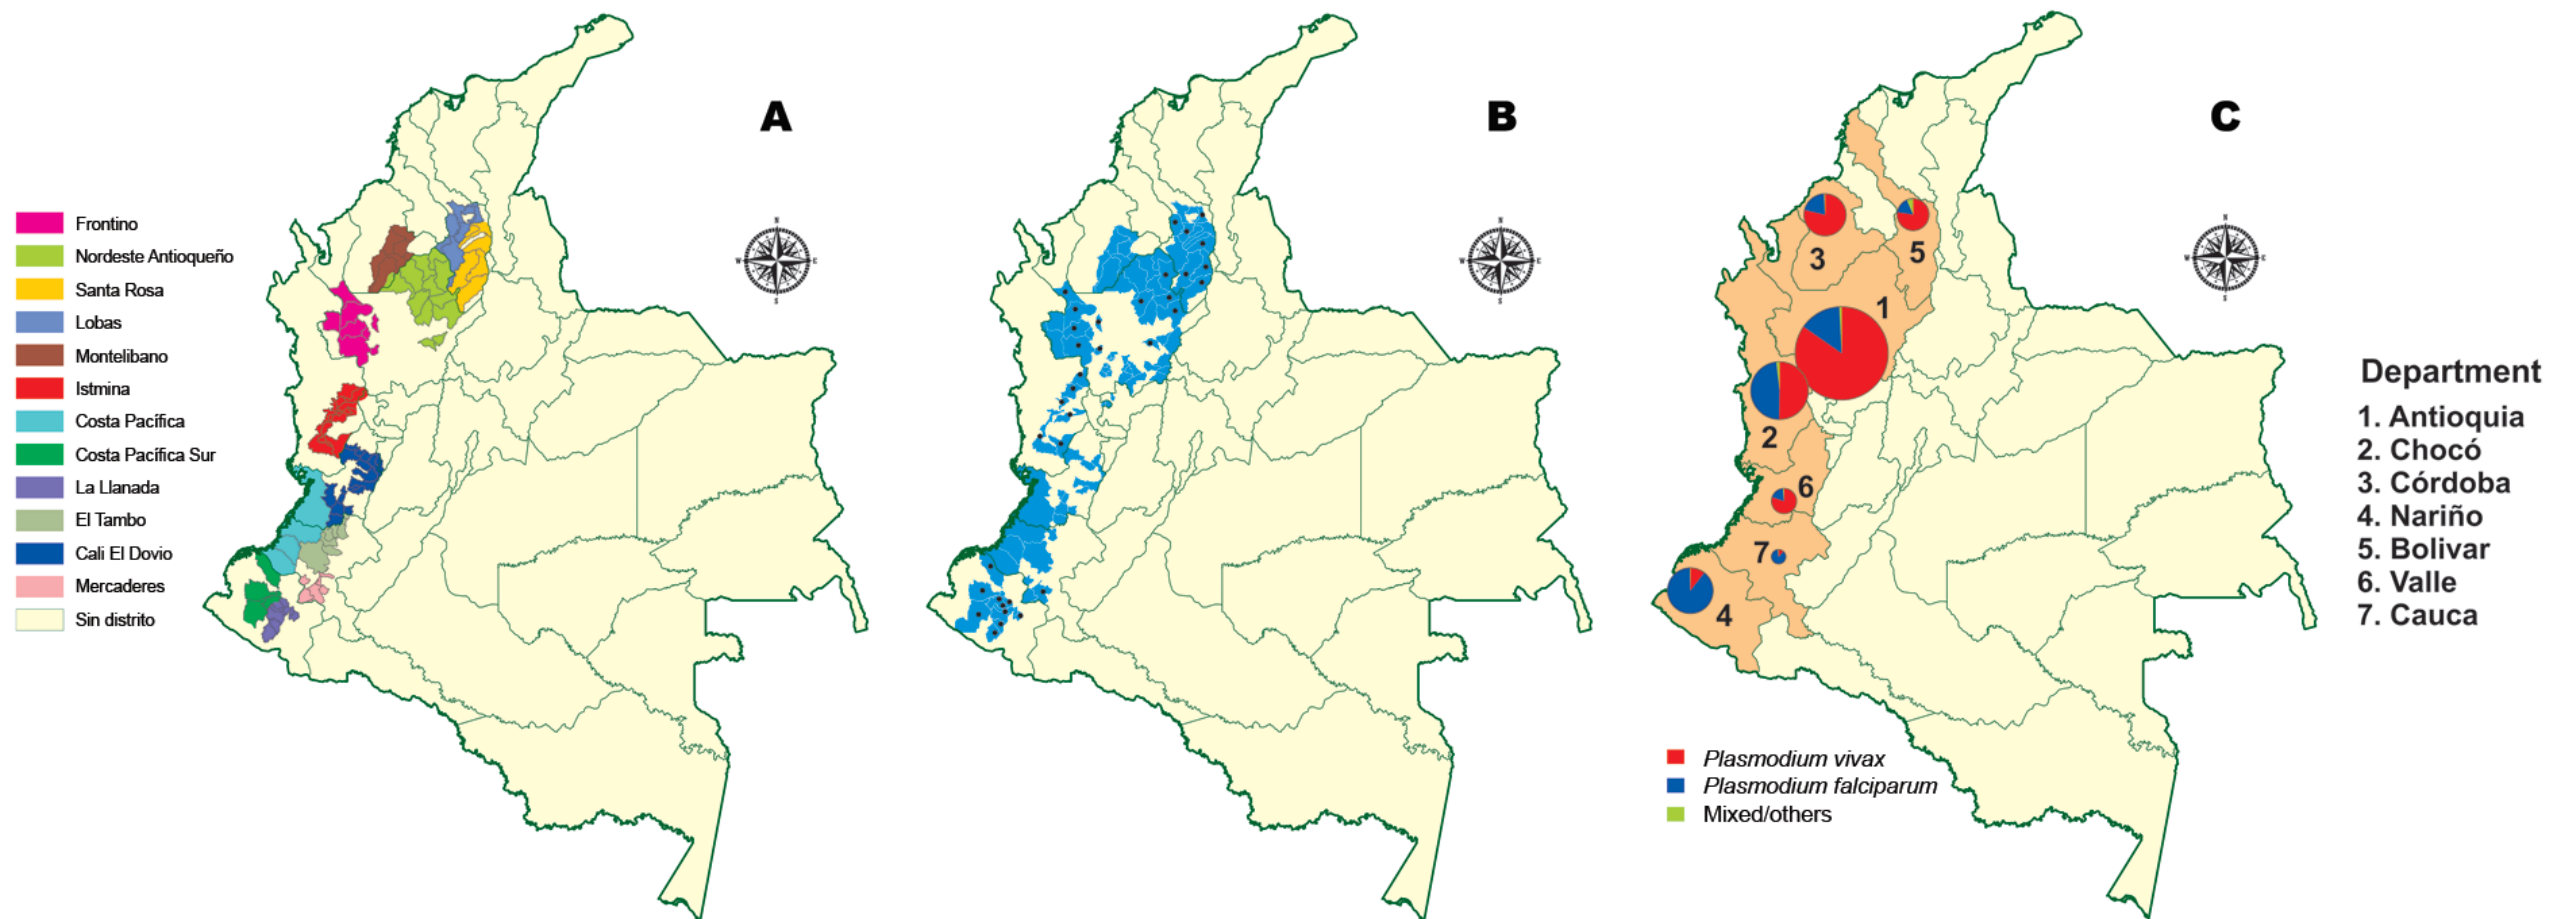 A
B
C
Frontino
Nordeste Antioqueño
Santa Rosa
Lobas
Montelibano
Istmina
Costa Pacífica
Costa Pacífica Sur
La Llanada
El Tambo
Cali El Dovio
Mercaderes
Sin distrito
N
W E
S
N
W E
S
N
W E
S
3
5
1
2
6
7
4
Plasmodium vivax
Plasmodium falciparum
Mixed/others
Department
1. Antioquia
2. Chocó
3. Córdoba
4. Nariño
5. Bolivar
6. Valle
7. Cauca